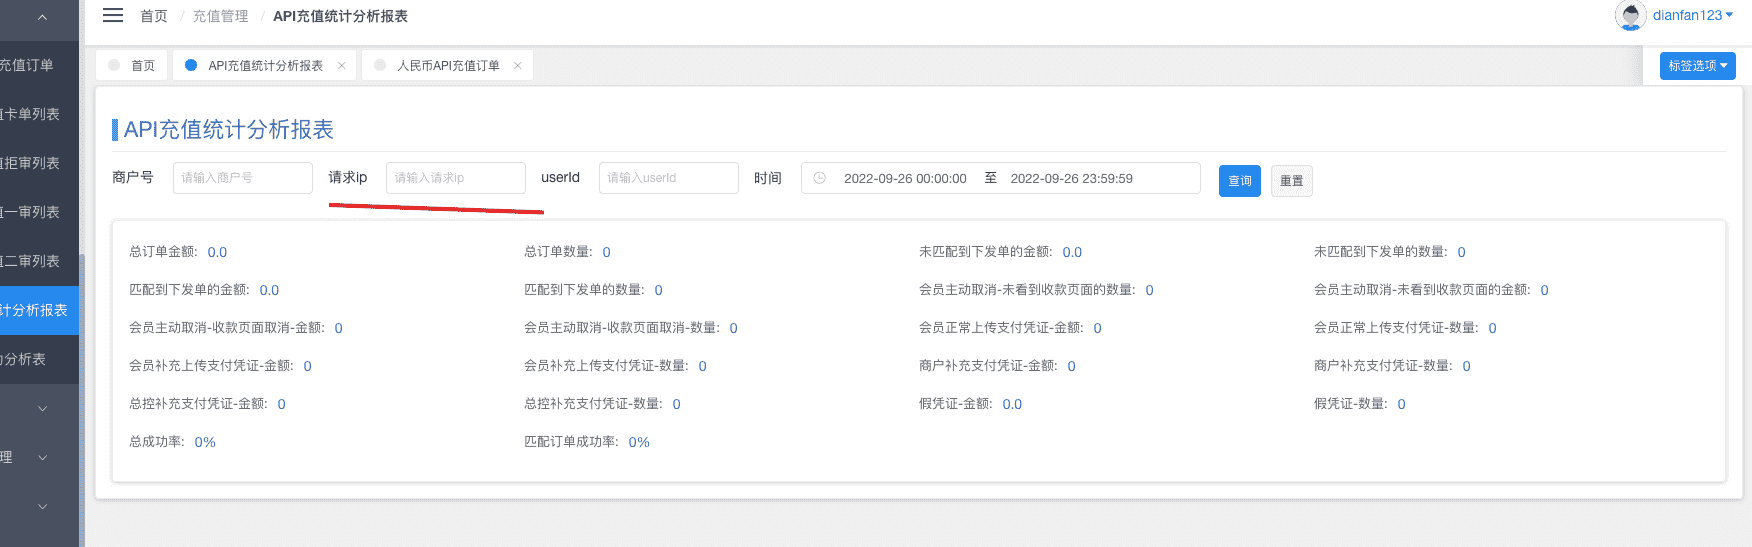 首页 / 充值管理 / API充值统计分析报表
dianfan123
首页 API充值统计分析报表 人民币API充值订单
标签选项
充值订单
值卡单列表
值拒审列表
值一审列表
值二审列表
计分析报表
分析表
理
API充值统计分析报表
商户号 请输入商户号 请求ip 请输入请求ip userId 请输入userId 时间 2022-09-26 00:00:00 至 2022-09-26 23:59:59 查询 重置
总订单金额: 0.0 总订单数量: 0 未匹配到下发单的金额: 0.0 未匹配到下发单的数量: 0
匹配到下发单的金额: 0.0 匹配到下发单的数量: 0 会员主动取消-未看到收款页面的数量: 0 会员主动取消-未看到收款页面的金额: 0
会员主动取消-收款页面取消-金额: 0 会员主动取消-收款页面取消-数量: 0 会员正常上传支付凭证-金额: 0 会员正常上传支付凭证-数量: 0
会员补充上传支付凭证-金额: 0 会员补充上传支付凭证-数量: 0 商户补充支付凭证-金额: 0 商户补充支付凭证-数量: 0
总控补充支付凭证-金额: 0 总控补充支付凭证-数量: 0 假凭证-金额: 0.0 假凭证-数量: 0
总成功率: 0% 匹配订单成功率: 0%